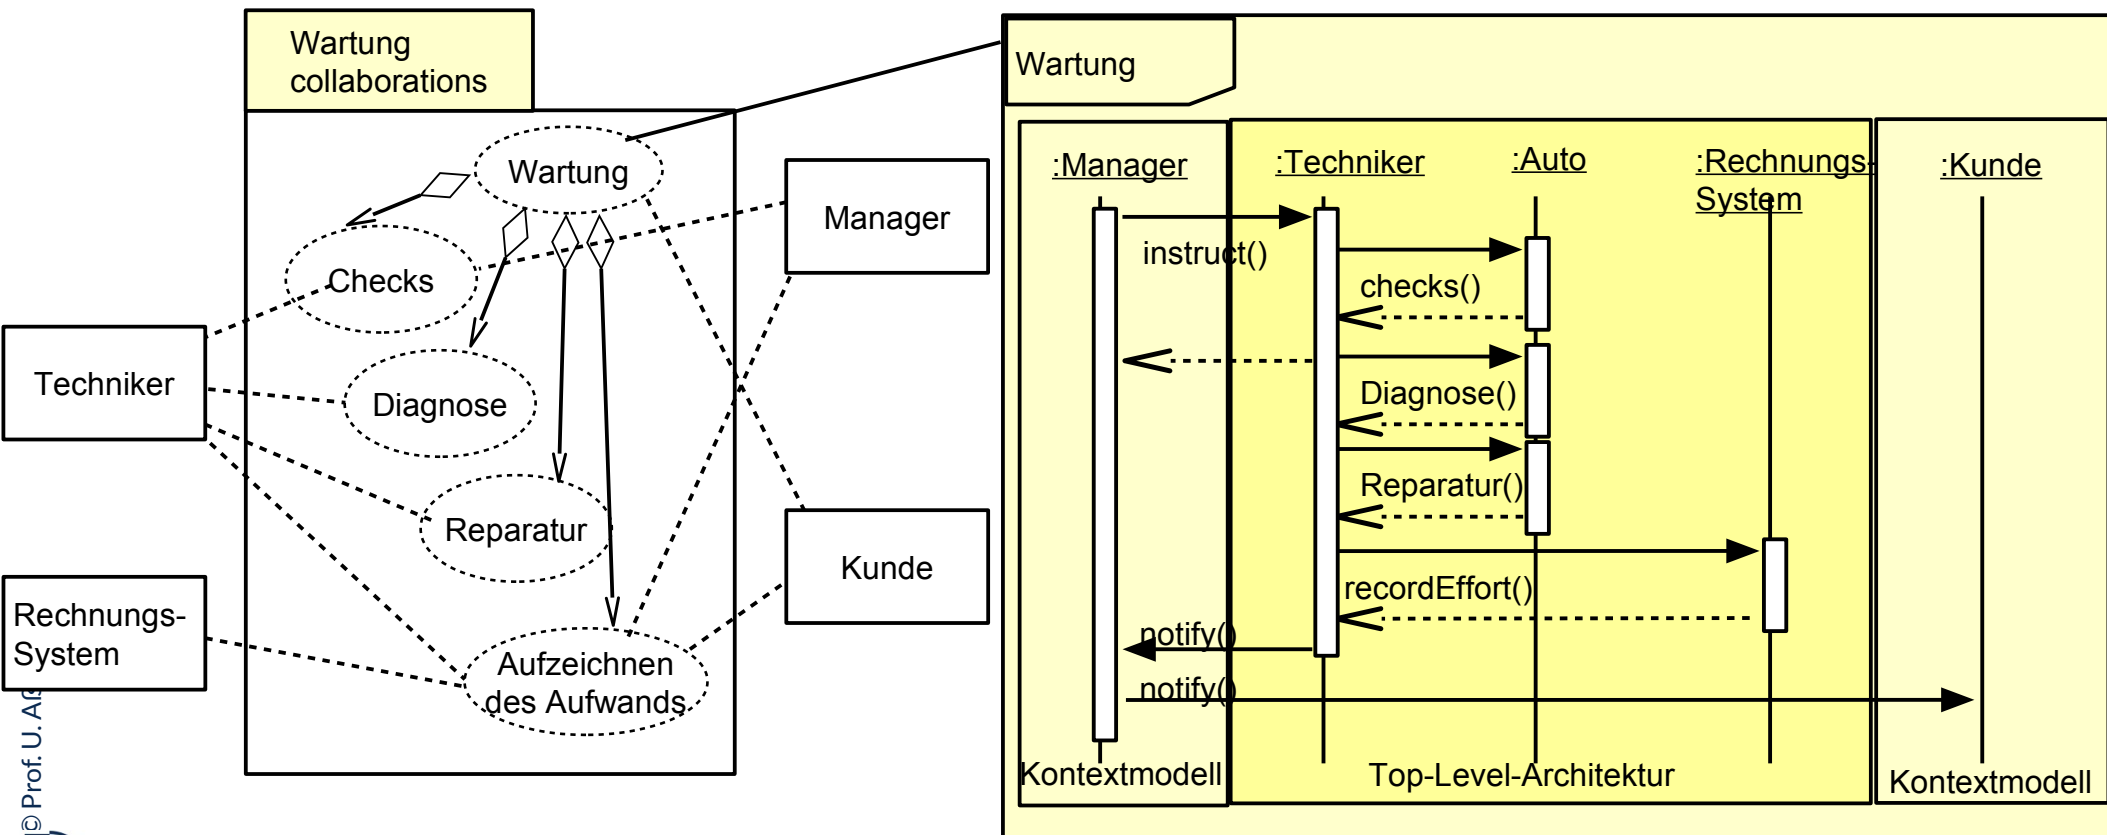 Wartung
collaborations
Wartung
Checks
Diagnose
Reparatur
Aufzeichnen
des Aufwands
Techniker
Rechnungs-
System
Manager
Kunde
Wartung
:Manager
:Techniker
:Auto
:Rechnungs-
System
:Kunde
instruct()
checks()
Diagnose()
Reparatur()
recordEffort()
notify()
notify()
Kontextmodell
Top-Level-Architektur
Kontextmodell
© Prof. U. Aß